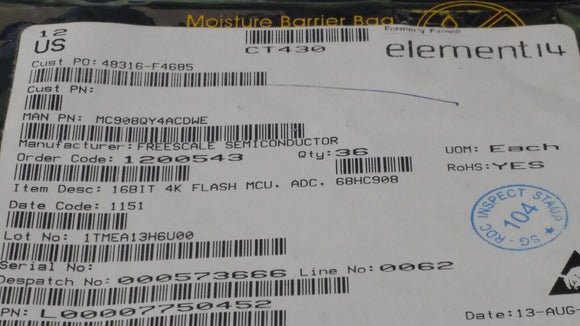 Moisture Barrier Bag
12
US
CT430
Formerly Farnell
element14
Cust PO: 48316-F4685
Cust PN:
MAN PN: MC908QY4ACDWE
Manufacturer: FREESCALE SEMICONDUCTOR
Order Code: 1200543 Qty: 36 UOM: Each
RoHS: YES
Item Desc: 16BIT 4K FLASH MCU, ADC, 68HC908
Date Code: 1151
SG - RDC INSPECT STAMP
104
Lot No: 1TMEA13H6U00
Serial No:
Despatch No: 000573666 Line No: 0062
PN: L00007750452
Date: 13-AUG-